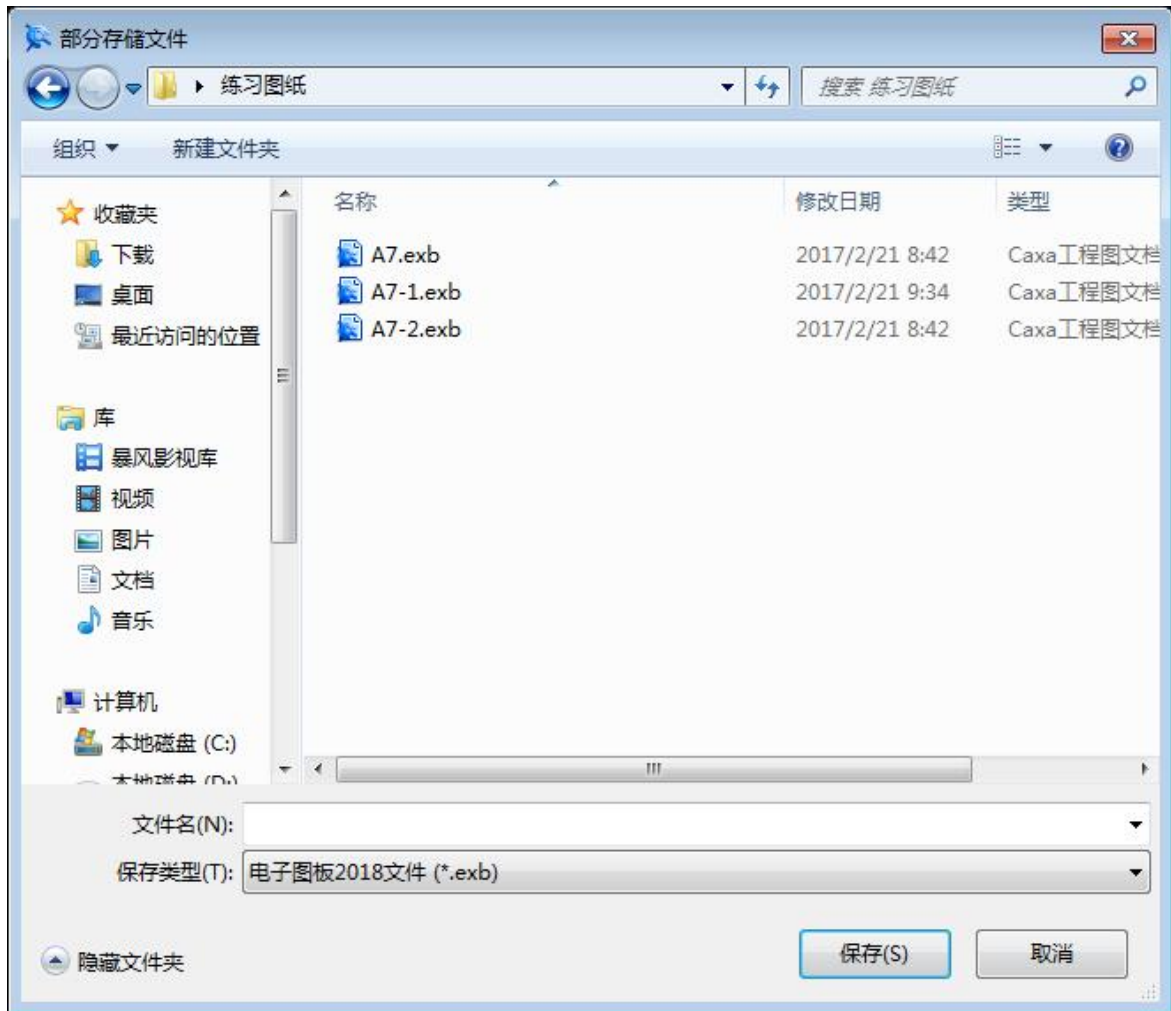 部分存储文件
练习图纸
搜索 练习图纸
组织 新建文件夹
名称 修改日期 类型
收藏夹
下载
桌面
最近访问的位置
库
暴风影视库
视频
图片
文档
音乐
计算机
本地磁盘 (C:)
本地磁盘 (D:)
A7.exb 2017/2/21 8:42 Caxa工程图文档
A7-1.exb 2017/2/21 9:34 Caxa工程图文档
A7-2.exb 2017/2/21 8:42 Caxa工程图文档
文件名(N):
保存类型(T): 电子图板2018文件 (*.exb)
隐藏文件夹
保存(S) 取消